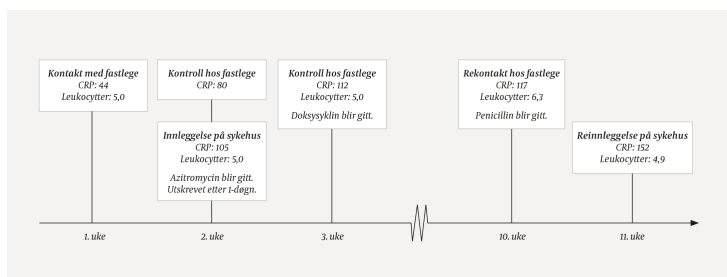 Kontakt med fastlege
CRP: 44
Leukocytter: 5,0
Kontroll hos fastlege
CRP: 80
Innleggelse på sykehus
CRP: 105
Leukocytter: 5,0
Azitromycin blir gitt.
Utskrevet etter 1-døgn.
Kontroll hos fastlege
CRP: 112
Leukocytter: 5,0
Doksysyklin blir gitt.
Rekontakt hos fastlege
CRP: 117
Leukocytter: 6,3
Penicillin blir gitt.
Reinnleggelse på sykehus
CRP: 152
Leukocytter: 4,9
1. uke
2. uke
3. uke
10. uke
11. uke